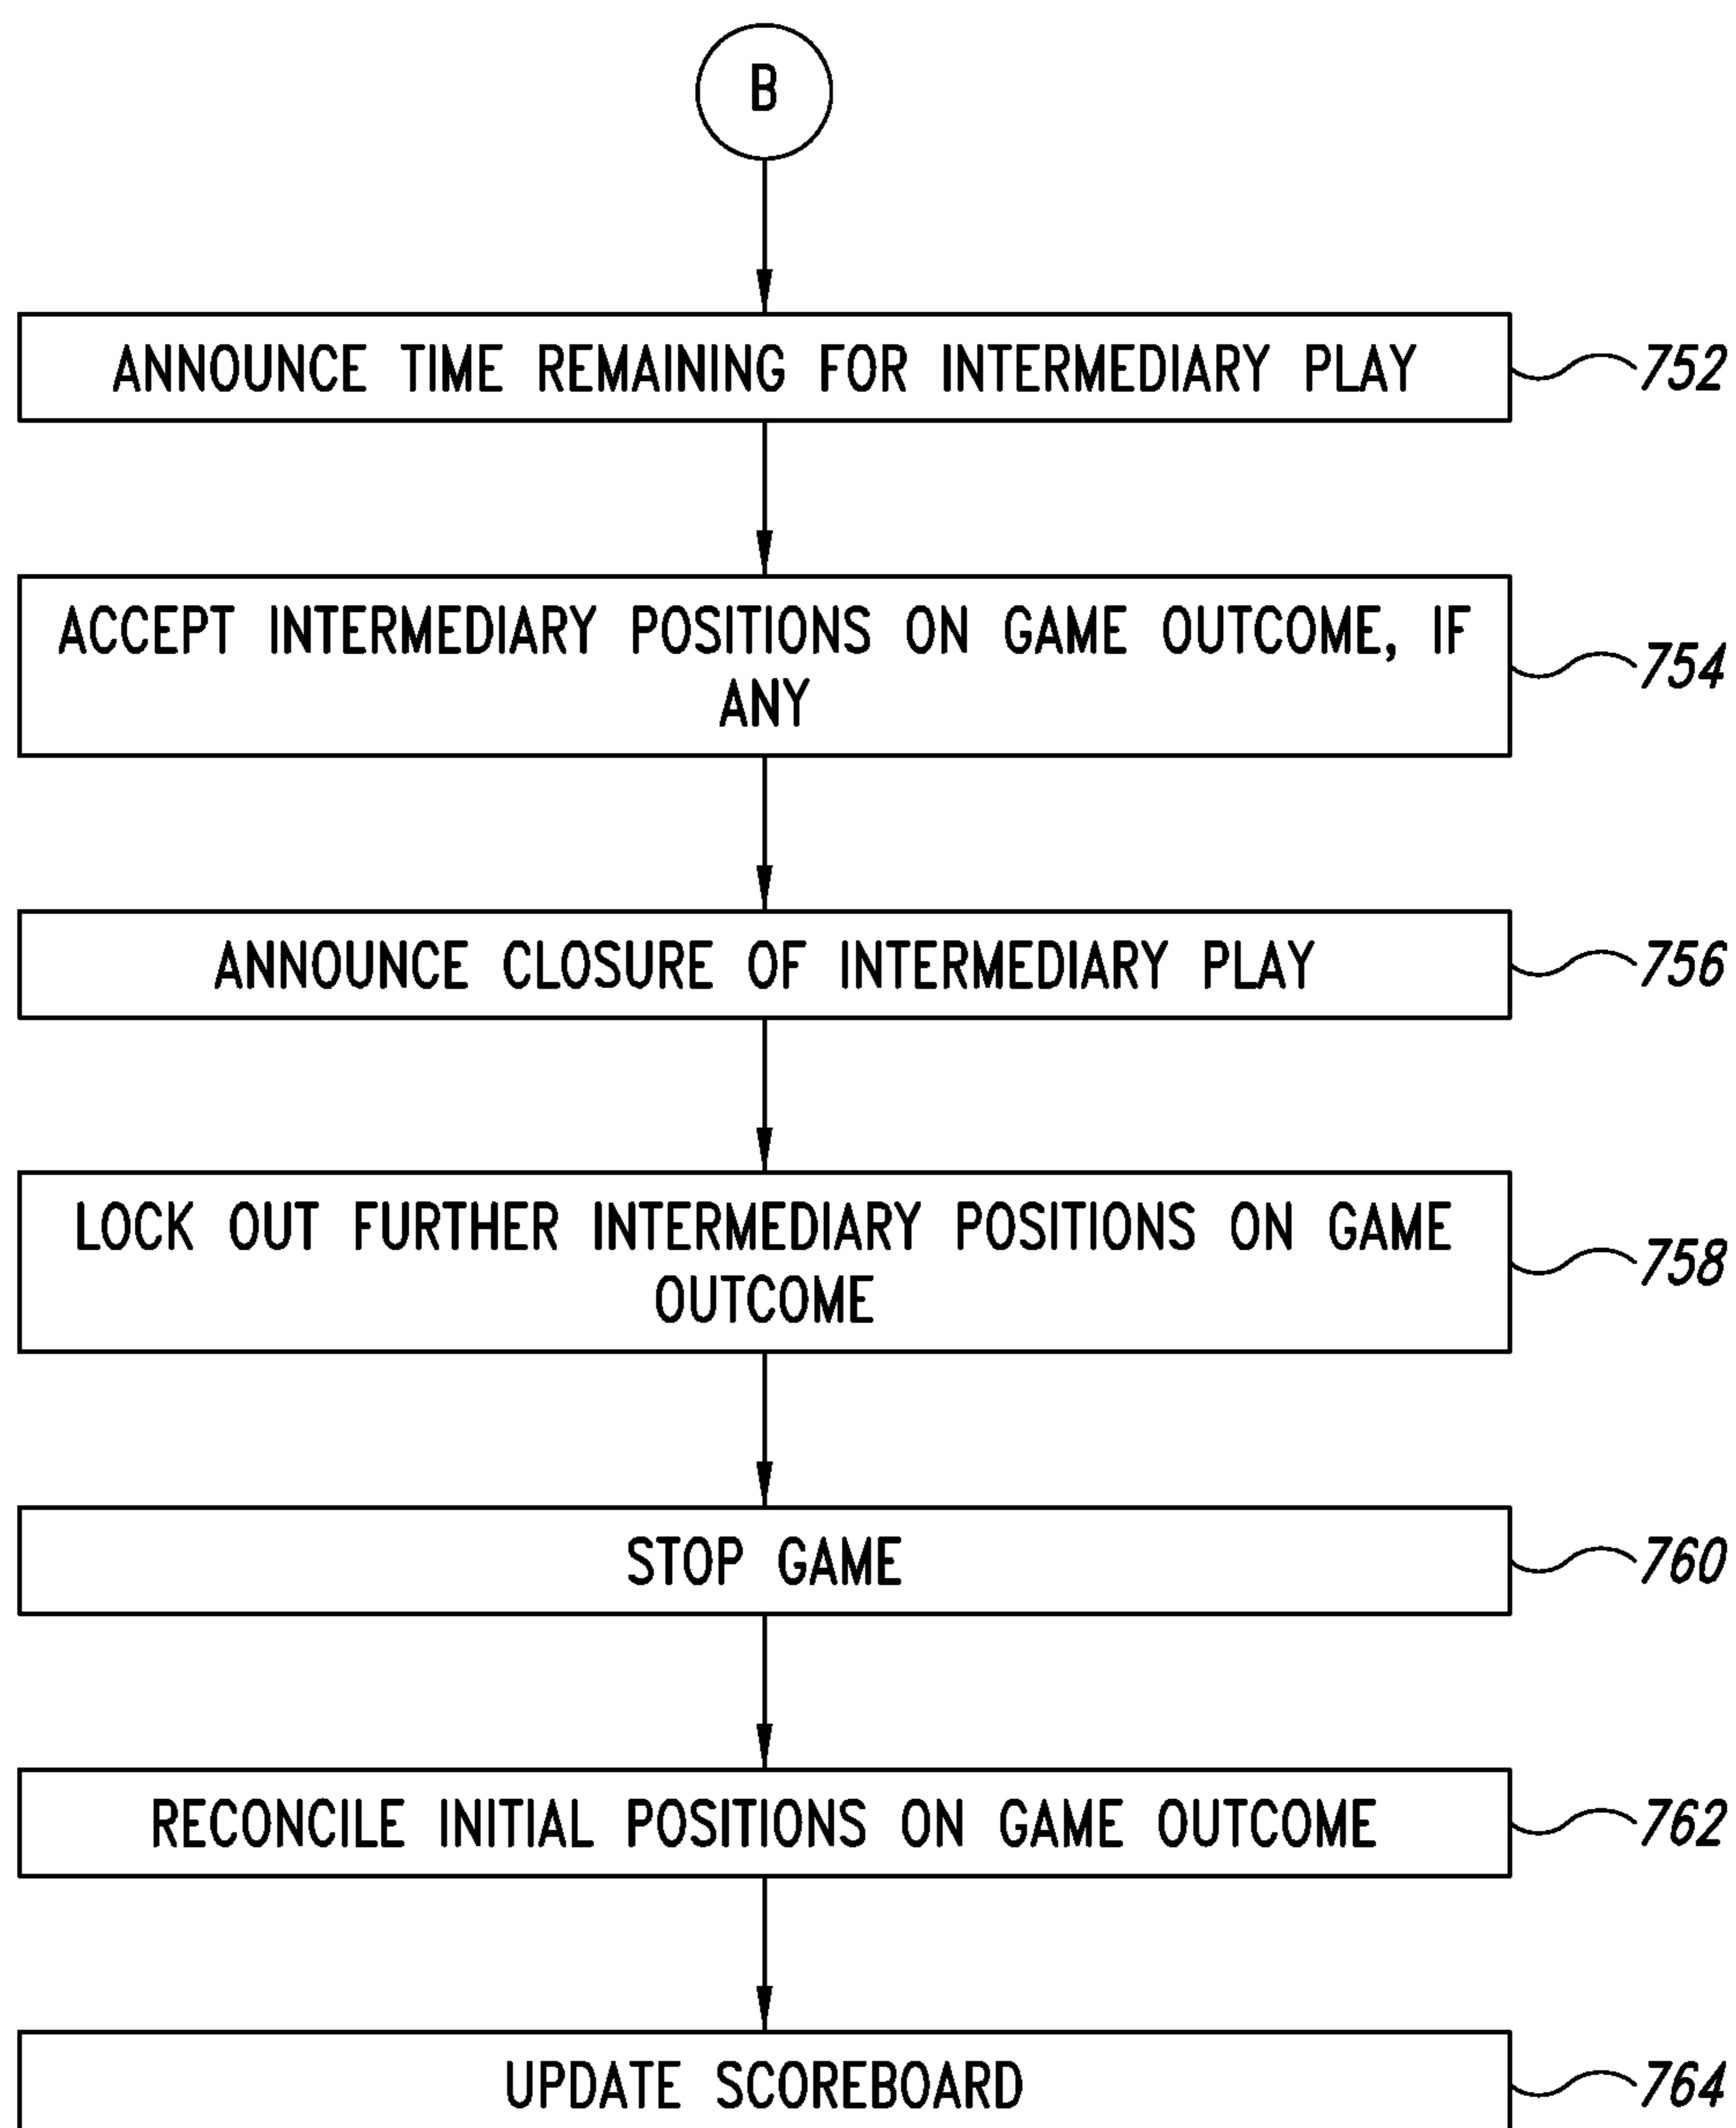 B
ANNOUNCE TIME REMAINING FOR INTERMEDIARY PLAY
752
ACCEPT INTERMEDIARY POSITIONS ON GAME OUTCOME, IF
ANY
754
ANNOUNCE CLOSURE OF INTERMEDIARY PLAY
756
LOCK OUT FURTHER INTERMEDIARY POSITIONS ON GAME
OUTCOME
758
STOP GAME
760
RECONCILE INITIAL POSITIONS ON GAME OUTCOME
762
UPDATE SCOREBOARD
764